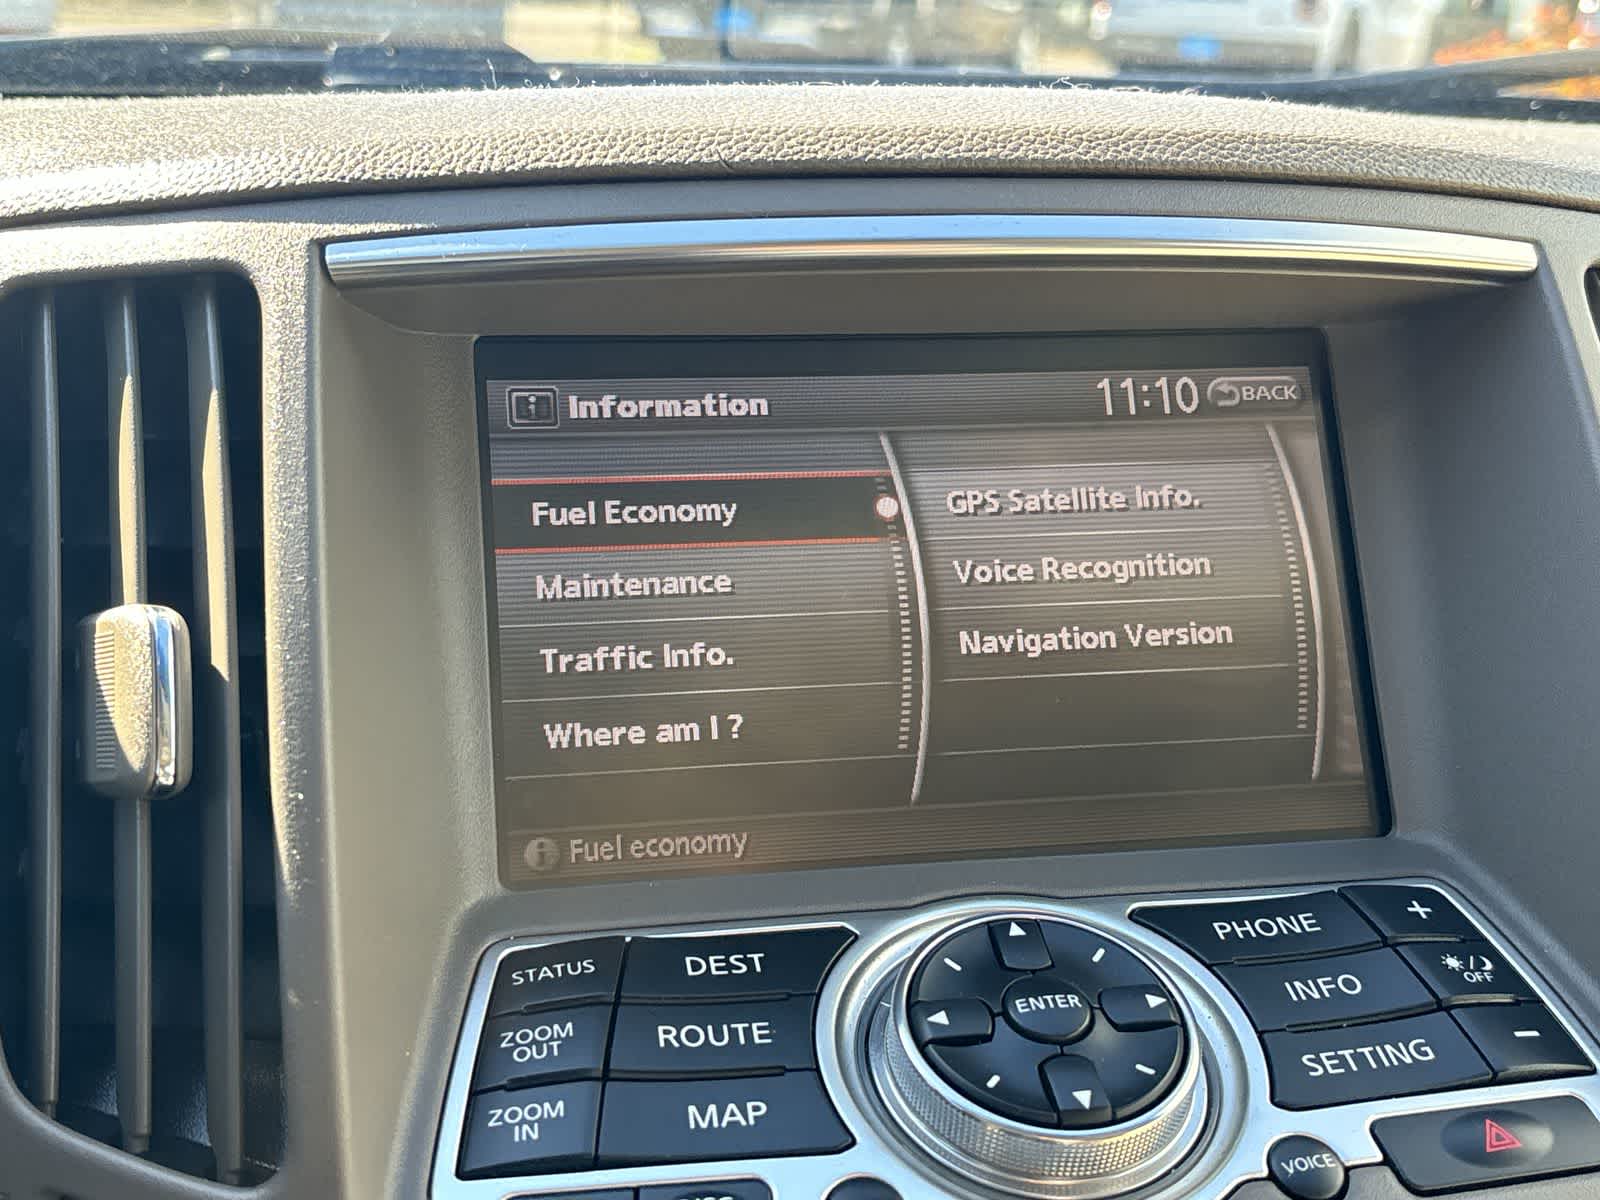 Information
11:10
BACK
Fuel Economy
Maintenance
Traffic Info.
Where am I ?
GPS Satellite Info.
Voice Recognition
Navigation Version
Fuel economy
STATUS
DEST
ZOOM
OUT
ROUTE
ZOOM
IN
MAP
ENTER
PHONE
+
INFO
OFF
SETTING
-
VOICE